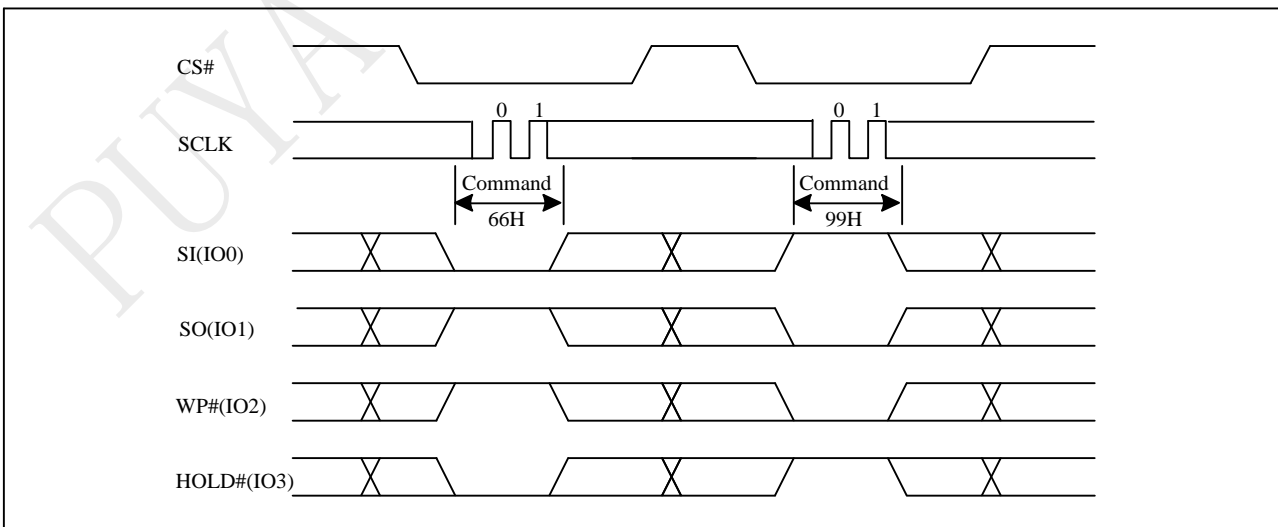 PUYA
CS#
0 1 0 1
SCLK
Command Command
66H 99H
SI(IO0)
SO(IO1)
WP#(IO2)
HOLD#(IO3)